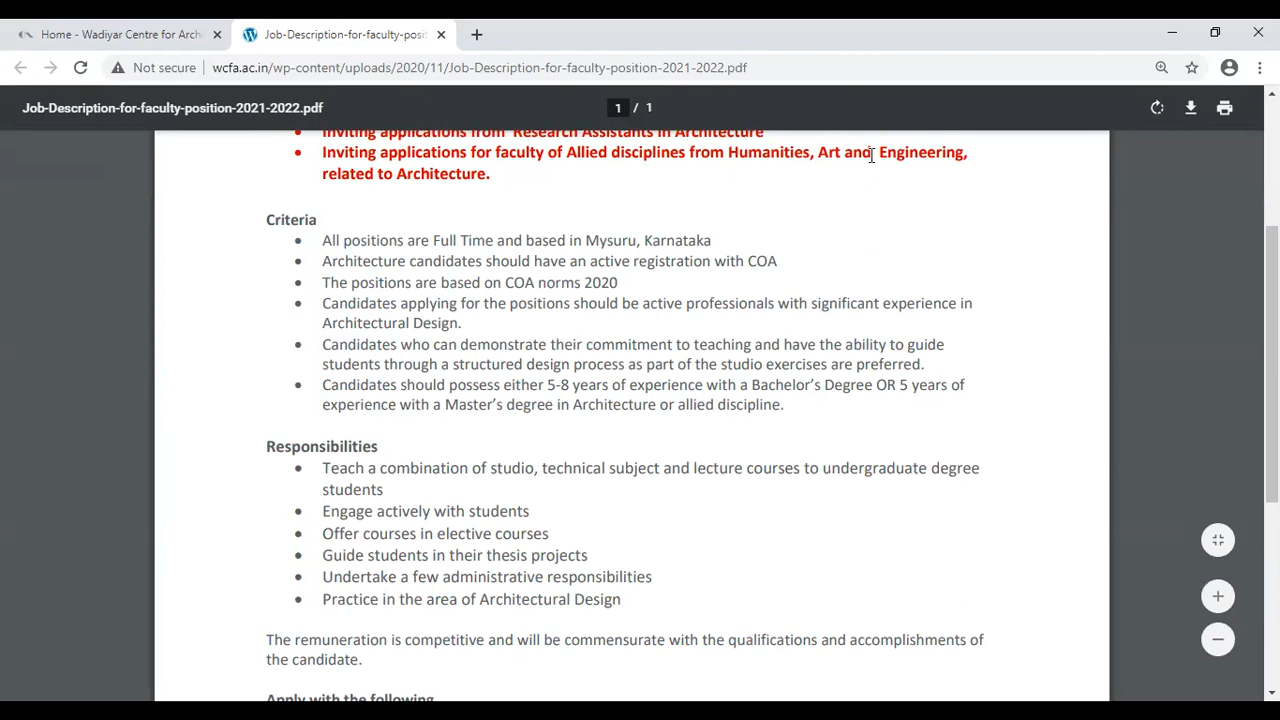 Home - Wadiyar Centre for Archi
Job-Description-for-faculty-posi
Not secure
wcfa.ac.in/wp-content/uploads/2020/11/Job-Description-for-faculty-position-2021-2022.pdf
Job-Description-for-faculty-position-2021-2022.pdf
1 / 1
• Inviting applications from Research Assistants in Architecture
• Inviting applications for faculty of Allied disciplines from Humanities, Art and Engineering,
related to Architecture.
Criteria
• All positions are Full Time and based in Mysuru, Karnataka
• Architecture candidates should have an active registration with COA
• The positions are based on COA norms 2020
• Candidates applying for the positions should be active professionals with significant experience in
Architectural Design.
• Candidates who can demonstrate their commitment to teaching and have the ability to guide
students through a structured design process as part of the studio exercises are preferred.
• Candidates should possess either 5-8 years of experience with a Bachelor’s Degree OR 5 years of
experience with a Master’s degree in Architecture or allied discipline.
Responsibilities
• Teach a combination of studio, technical subject and lecture courses to undergraduate degree
students
• Engage actively with students
• Offer courses in elective courses
• Guide students in their thesis projects
• Undertake a few administrative responsibilities
• Practice in the area of Architectural Design
The remuneration is competitive and will be commensurate with the qualifications and accomplishments of
the candidate.
Apply with the following